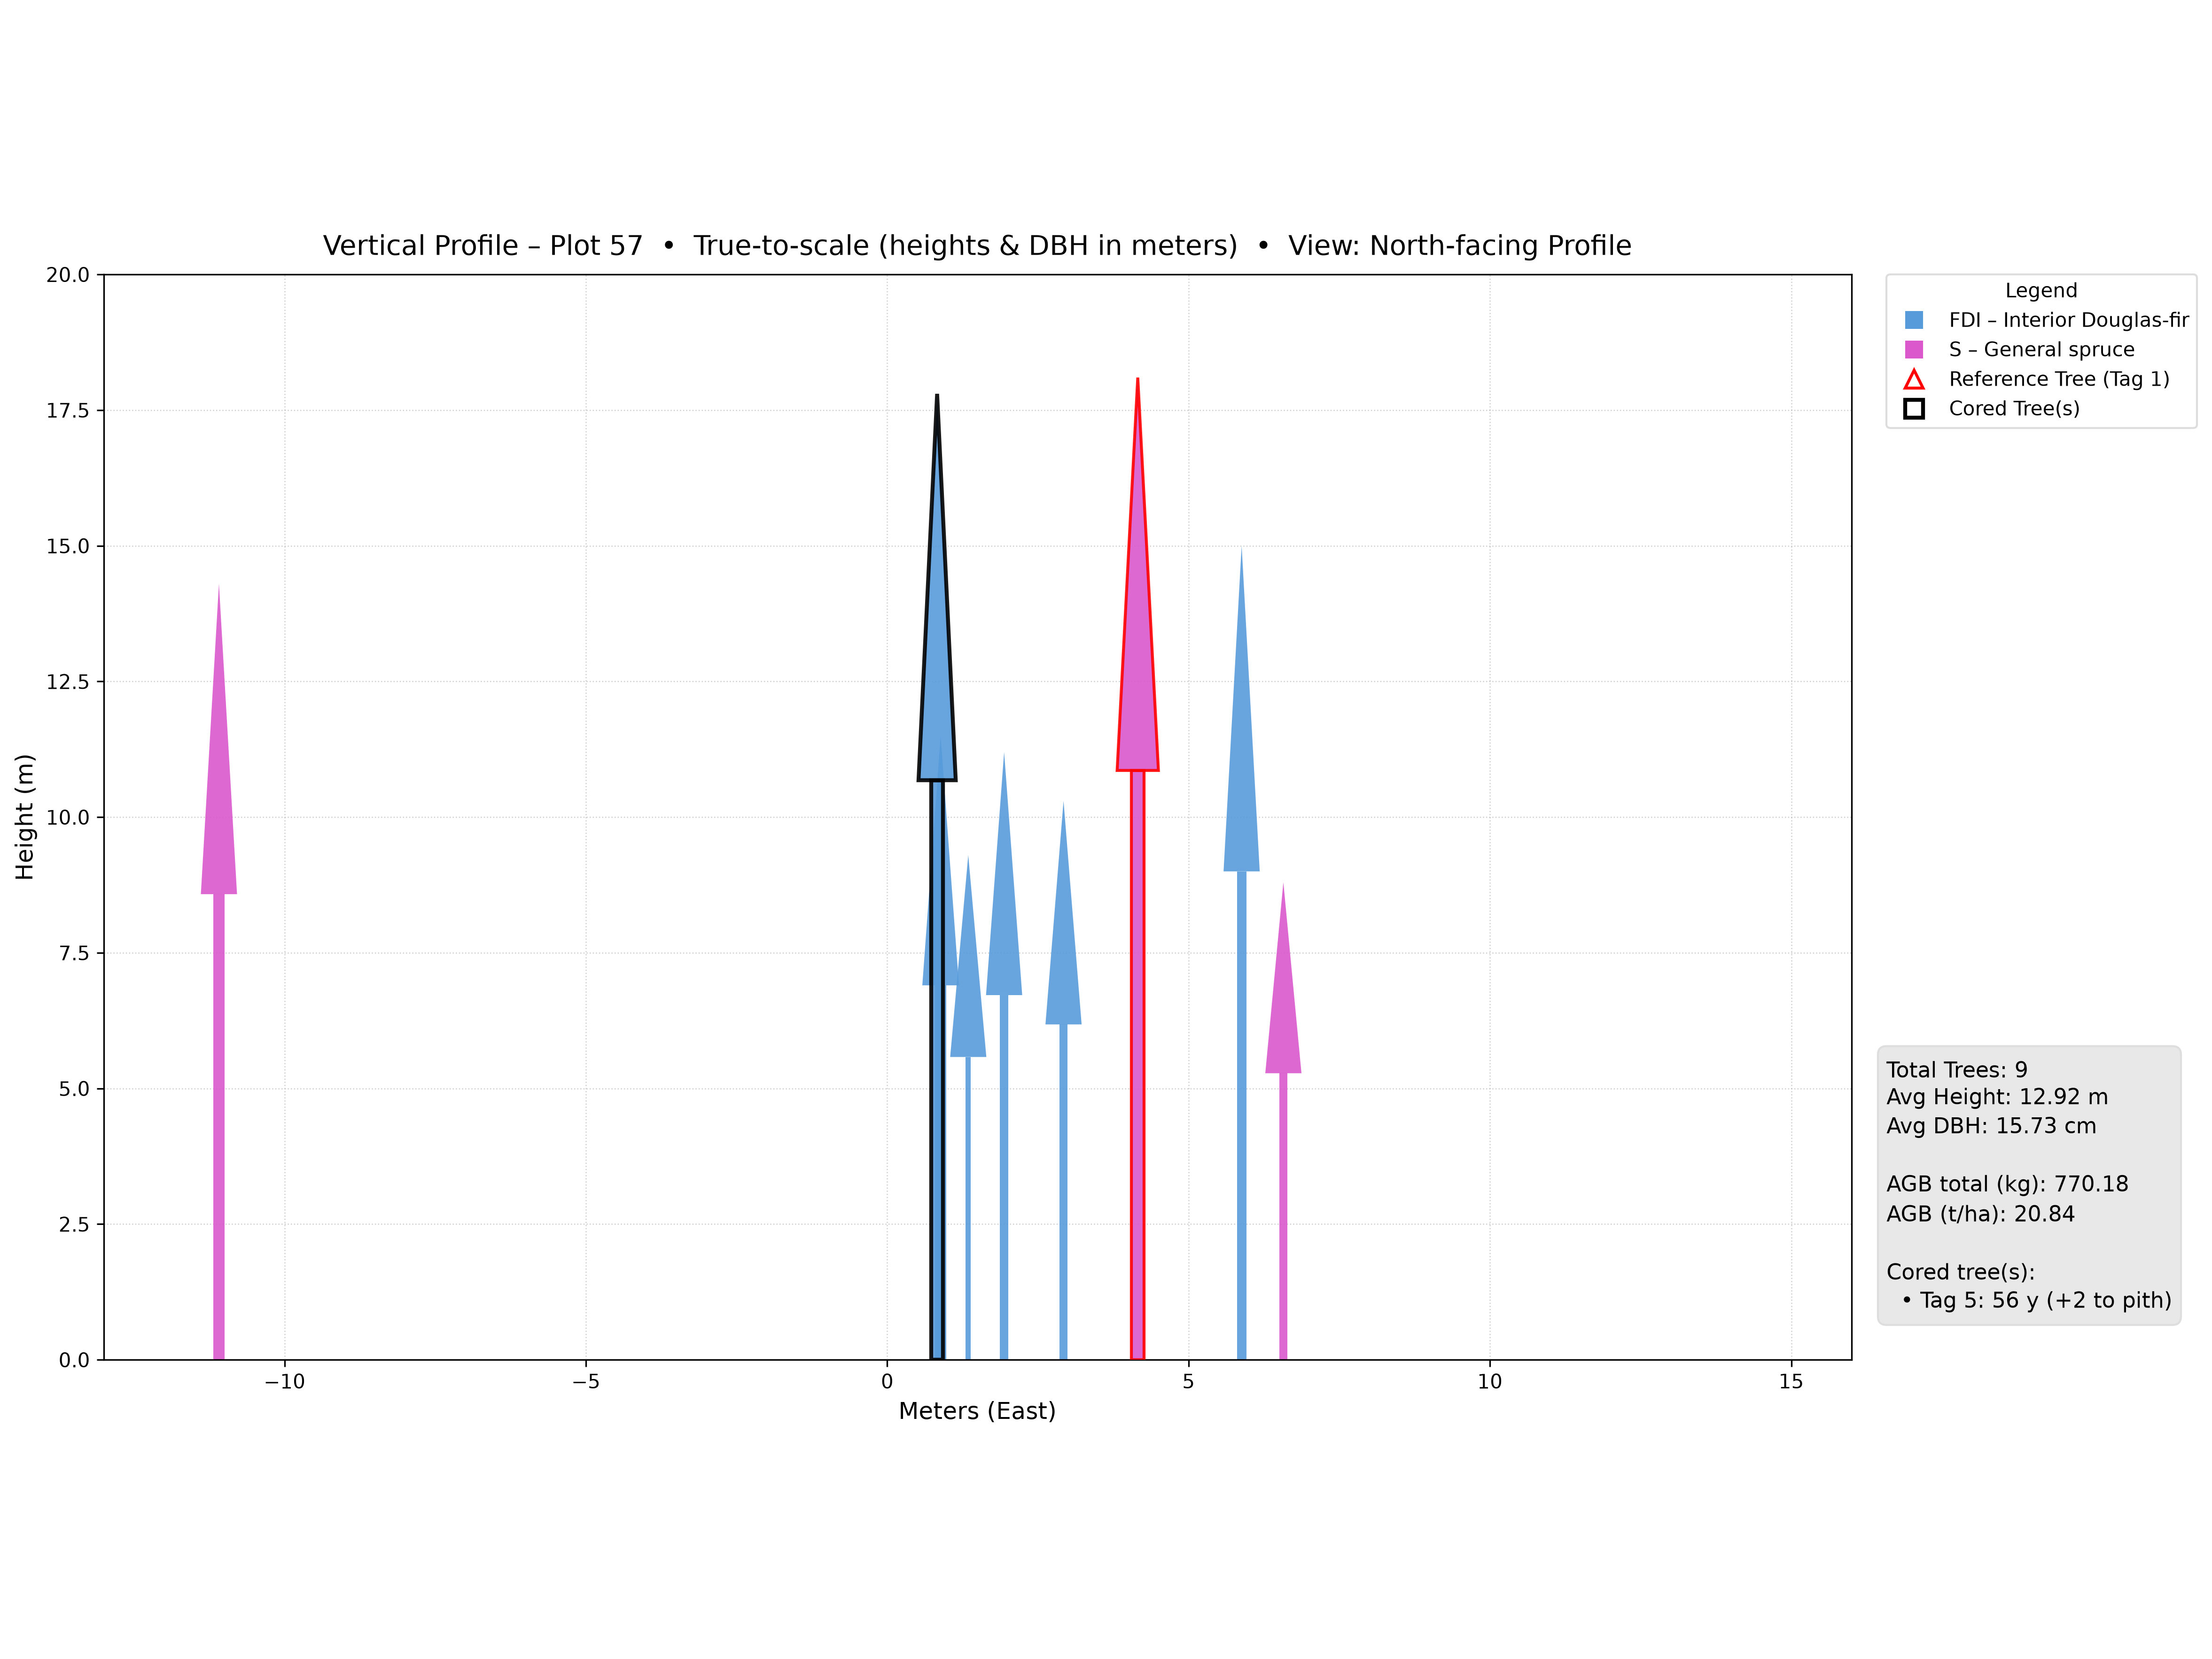 Vertical Profile – Plot 57 • True-to-scale (heights & DBH in meters) • View: North-facing Profile
20.0
17.5
15.0
12.5
10.0
7.5
5.0
2.5
0.0
Height (m)
−10
−5
0
5
10
15
Meters (East)
Legend
FDI – Interior Douglas-fir
S – General spruce
Reference Tree (Tag 1)
Cored Tree(s)
Total Trees: 9
Avg Height: 12.92 m
Avg DBH: 15.73 cm
AGB total (kg): 770.18
AGB (t/ha): 20.84
Cored tree(s):
• Tag 5: 56 y (+2 to pith)